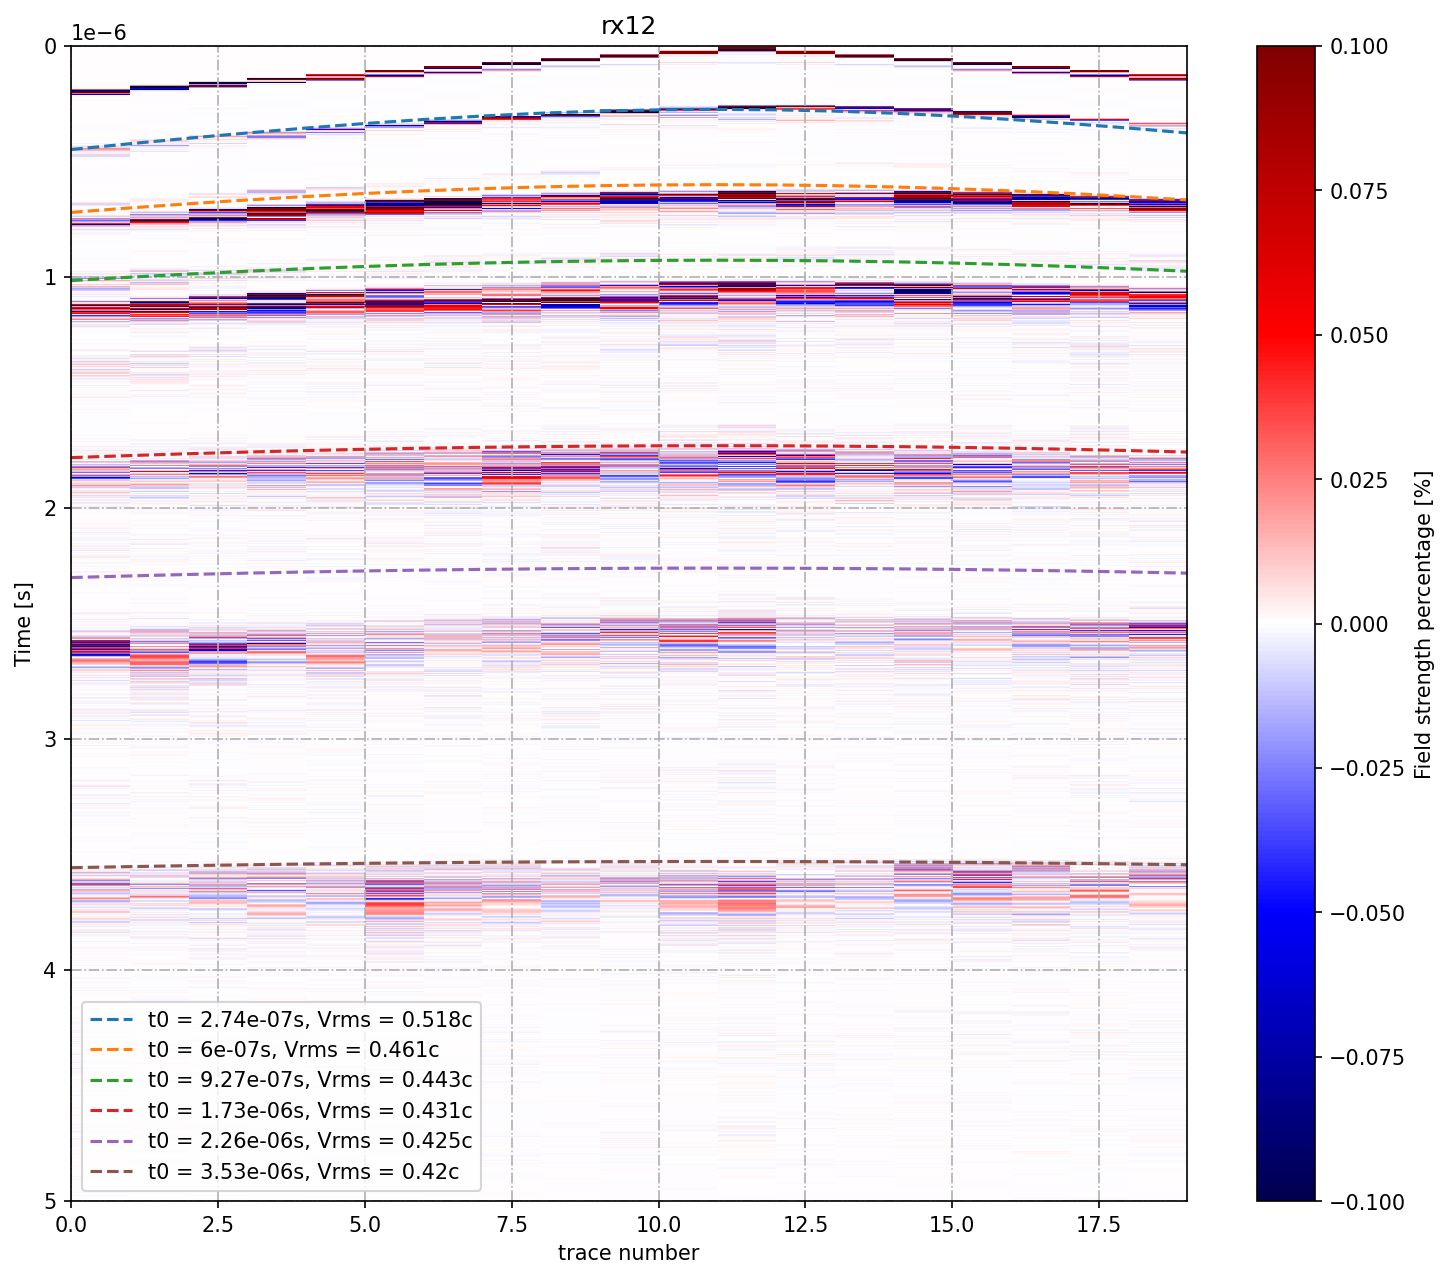 rx12
1e−6
0
1
2
3
4
5
Time [s]
0.0
2.5
5.0
7.5
10.0
12.5
15.0
17.5
trace number
t0 = 2.74e-07s, Vrms = 0.518c
t0 = 6e-07s, Vrms = 0.461c
t0 = 9.27e-07s, Vrms = 0.443c
t0 = 1.73e-06s, Vrms = 0.431c
t0 = 2.26e-06s, Vrms = 0.425c
t0 = 3.53e-06s, Vrms = 0.42c
0.100
0.075
0.050
0.025
0.000
−0.025
−0.050
−0.075
−0.100
Field strength percentage [%]